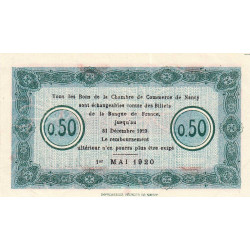 Tous les Bons de la Chambre de Commerce de Nancy
sont échangeables contre des Billets
de la Banque de France,
jusqu'au
31 Décembre 1922.
Le remboursement
ultérieur n'en pourra plus être exigé
0.50
0.50
1er MAI 1920